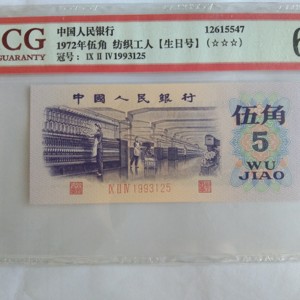 CG
GUARANTY
中国人民银行
12615547
1972年伍角 纺织工人【生日号】
(☆☆☆)
冠号： IX II IV 1993125
6
中国人民银行
伍角
5
WU
JIAO
IX II IV 1993125